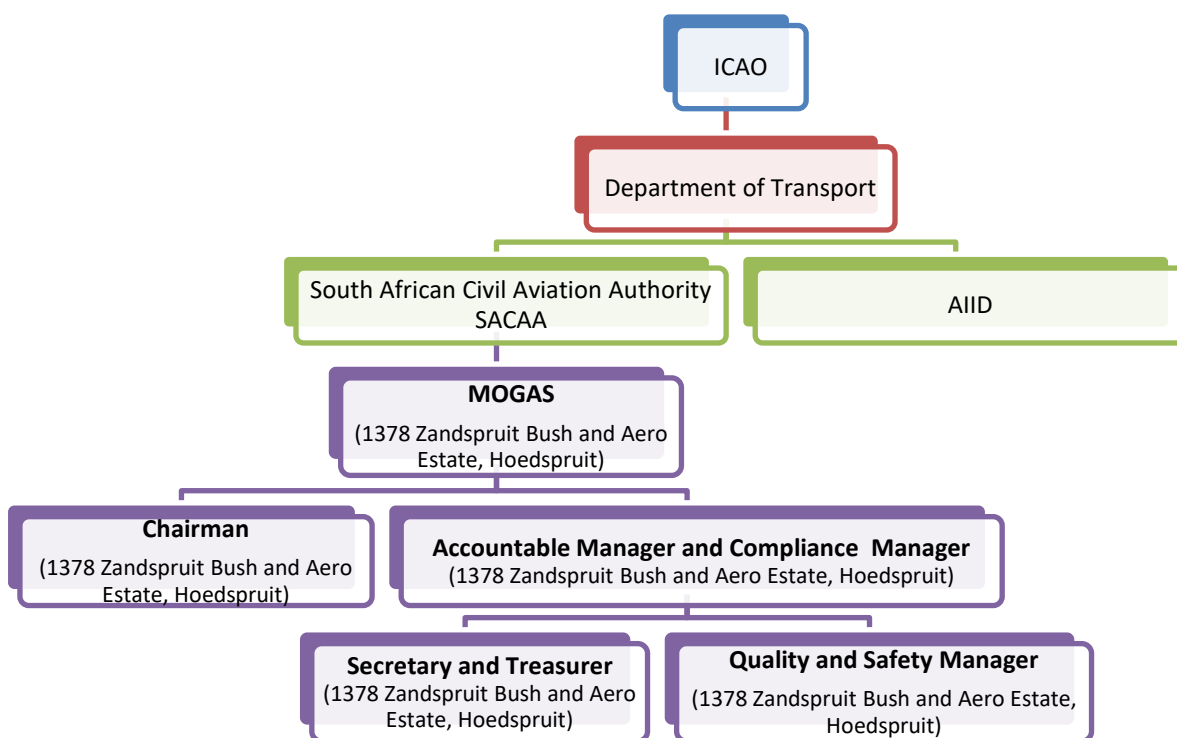 ICAO
Department of Transport
South African Civil Aviation Authority
SACAA
AIID
MOGAS
(1378 Zandspruit Bush and Aero
Estate, Hoedspruit)
Chairman
(1378 Zandspruit Bush and Aero
Estate, Hoedspruit)
Accountable Manager and Compliance  Manager
(1378 Zandspruit Bush and Aero Estate, Hoedspruit)
Secretary and Treasurer
(1378 Zandspruit Bush and Aero
Estate, Hoedspruit)
Quality and Safety Manager
(1378 Zandspruit Bush and Aero Estate,
Hoedspruit)